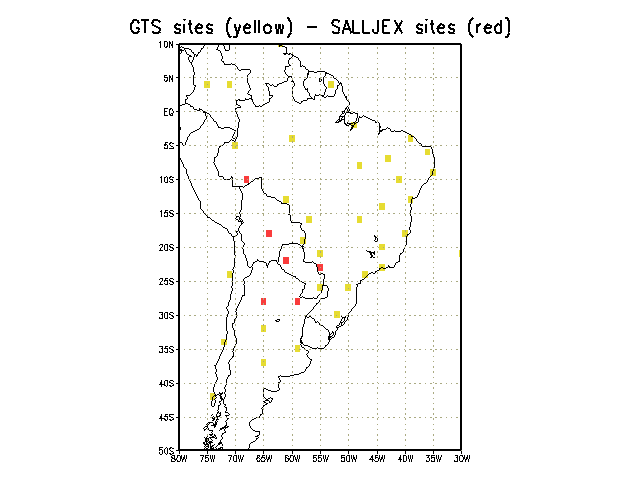 GTS sites (yellow) – SALLJEX sites (red)
10N
5N
EQ
5S
10S
15S
20S
25S
30S
35S
40S
45S
50S
80W 75W 70W 65W 60W 55W 50W 45W 40W 35W 30W